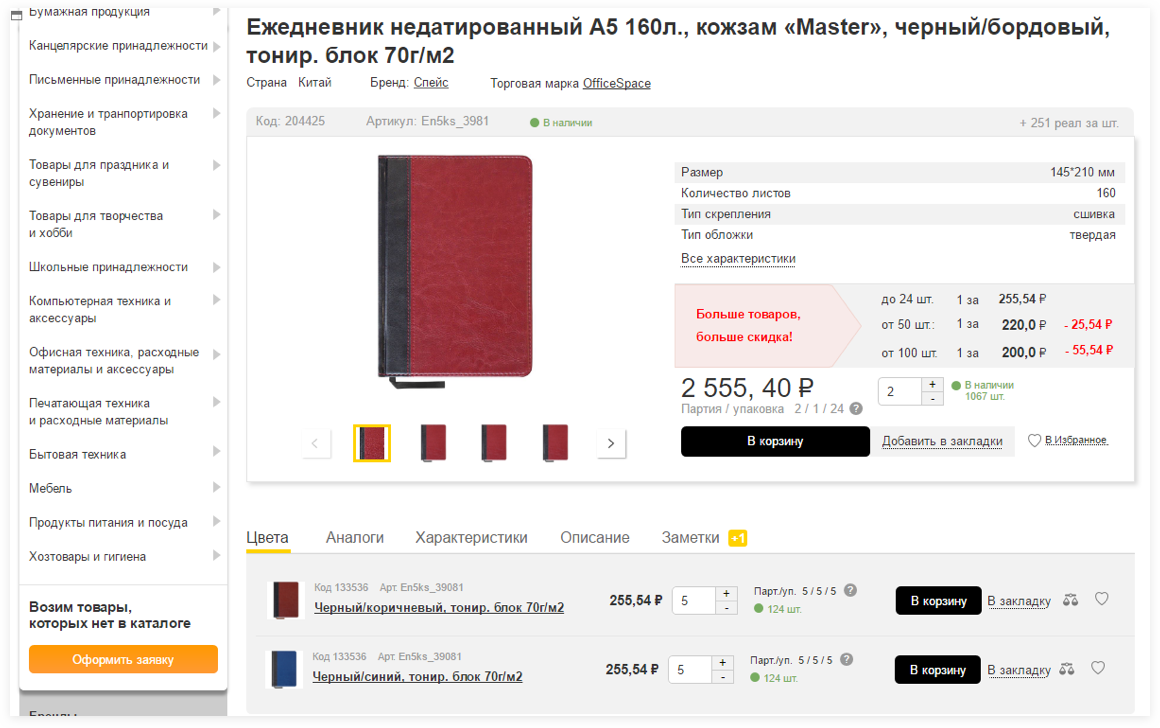 Бумажная продукция
Канцелярские принадлежности
Письменные принадлежности
Хранение и транпортировка
документов
Товары для праздника и
сувениры
Товары для творчества
и хобби
Школьные принадлежности
Компьютерная техника и
аксессуары
Офисная техника, расходные
материалы и аксессуары
Печатающая техника
и расходные материалы
Бытовая техника
Мебель
Продукты питания и посуда
Хозтовары и гигиена
Возим товары,
которых нет в каталоге
Оформить заявку
Бренды
Ежедневник недатированный А5 160л., кожзам «Master», черный/бордовый,
тонир. блок 70г/м2
Страна Китай Бренд: Спейс Торговая марка OfficeSpace
Код: 204425 Артикул: En5ks_3981 В наличии + 251 реал за шт.
Размер 145*210 мм
Количество листов 160
Тип скрепления сшивка
Тип обложки твердая
Все характеристики
Больше товаров,
больше скидка!
до 24 шт. 1 за 255,54 ₽
от 50 шт.: 1 за 220,0 ₽ - 25,54 ₽
от 100 шт. 1 за 200,0 ₽ - 55,54 ₽
2 555, 40 ₽ 2 + - В наличии
1067 шт.
Партия / упаковка 2 / 1 / 24 ?
В корзину Добавить в закладки В Избранное
Цвета Аналоги Характеристики Описание Заметки +1
Код 133536 Арт. En5ks_39081
Черный/коричневый, тонир. блок 70г/м2
255,54 ₽ 5 + - Парт./уп. 5 / 5 / 5 ?
124 шт.
В корзину В закладку
Код 133536 Арт. En5ks_39081
Черный/синий, тонир. блок 70г/м2
255,54 ₽ 5 + - Парт./уп. 5 / 5 / 5 ?
124 шт.
В корзину В закладку